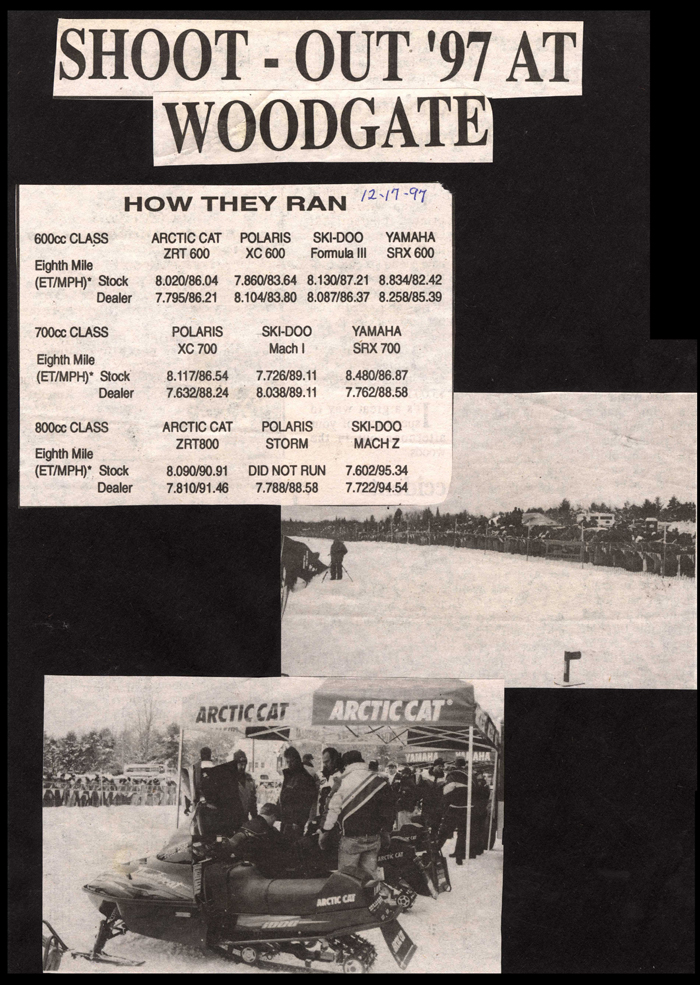 SHOOT - OUT '97 AT
WOODGATE
HOW THEY RAN 12-17-97
600cc CLASS ARCTIC CAT POLARIS SKI-DOO YAMAHA
ZRT 600 XC 600 Formula III SRX 600
Eighth Mile
(ET/MPH)* Stock 8.020/86.04 7.860/83.64 8.130/87.21 8.834/82.42
Dealer 7.795/86.21 8.104/83.80 8.087/86.37 8.258/85.39
700cc CLASS POLARIS SKI-DOO YAMAHA
XC 700 Mach I SRX 700
Eighth Mile
(ET/MPH)* Stock 8.117/86.54 7.726/89.11 8.480/86.87
Dealer 7.632/88.24 8.038/89.11 7.762/88.58
800cc CLASS ARCTIC CAT POLARIS SKI-DOO
ZRT800 STORM MACH Z
Eighth Mile
(ET/MPH)* Stock 8.090/90.91 DID NOT RUN 7.602/95.34
Dealer 7.810/91.46 7.788/88.58 7.722/94.54
ARCTIC CAT ARCTIC CAT
YAMAHA YAMAHA
ARCTIC CAT
ARCTIC CAT